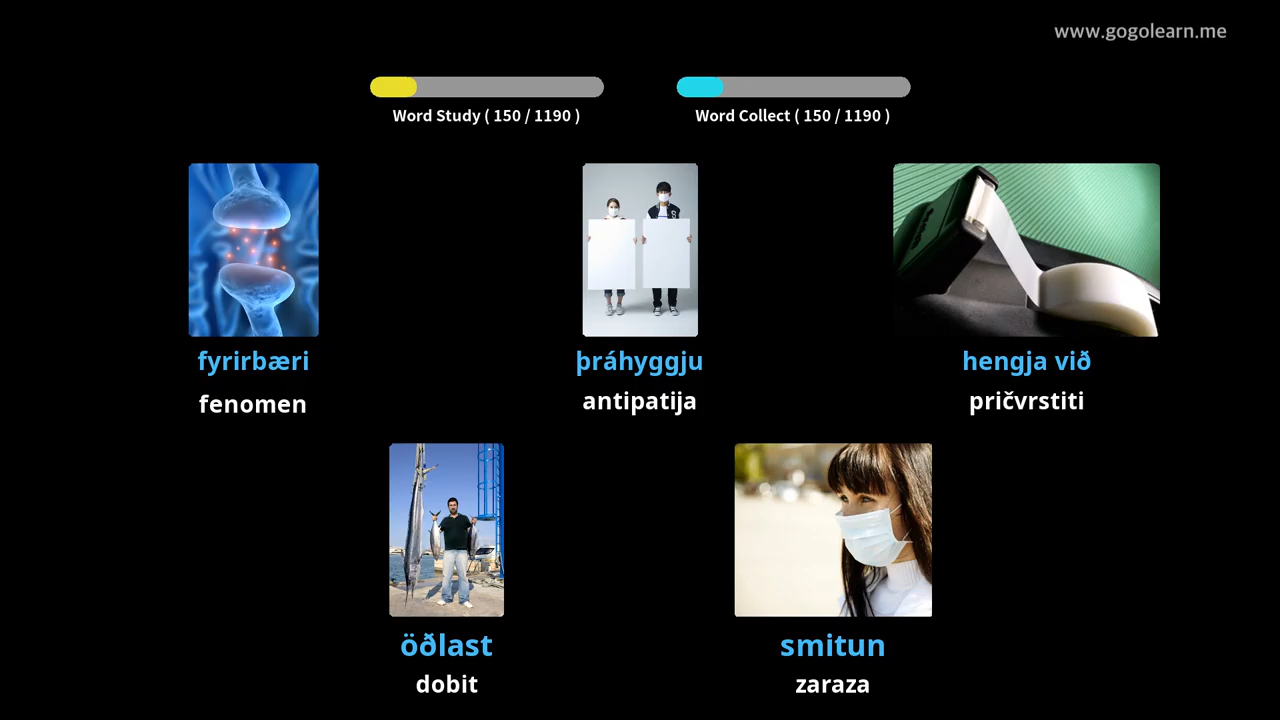 www.gogolearn.me
Word Study ( 150 / 1190 )
Word Collect ( 150 / 1190 )
fyrirbæri
fenomen
þráhyggju
antipatija
hengja við
pričvrstiti
öðlast
dobit
smitun
zaraza